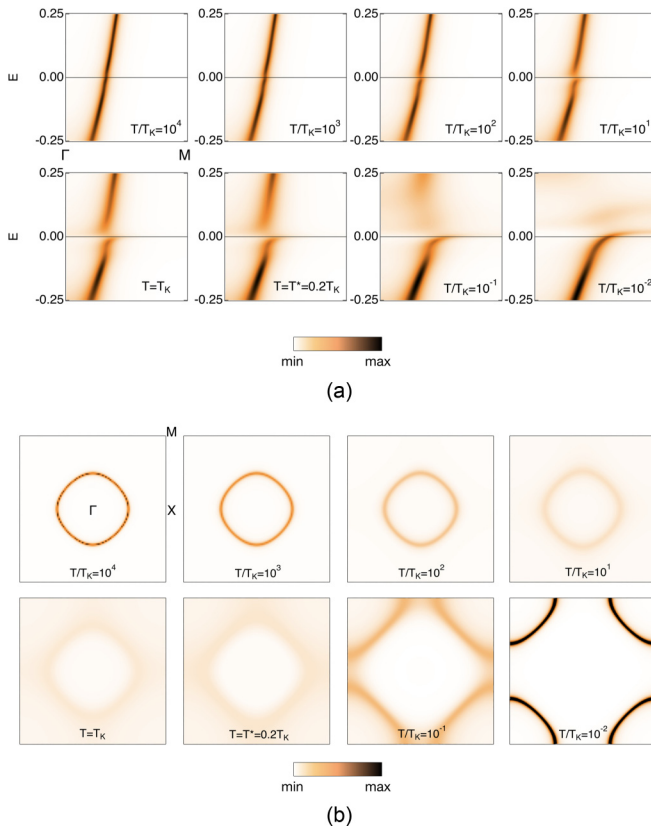 0.25 0.25 0.25 0.25
E 0.00 0.00 0.00 0.00
-0.25 T/T_K=10^4 -0.25 T/T_K=10^3 -0.25 T/T_K=10^2 -0.25 T/T_K=10^1
Γ M
0.25 0.25 0.25 0.25
E 0.00 0.00 0.00 0.00
-0.25 T=T_K -0.25 T=T*=0.2T_K -0.25 T/T_K=10^-1 -0.25 T/T_K=10^-2
min max
(a)
M
Γ X
T/T_K=10^4 T/T_K=10^3 T/T_K=10^2 T/T_K=10^1
T=T_K T=T*=0.2T_K T/T_K=10^-1 T/T_K=10^-2
min max
(b)